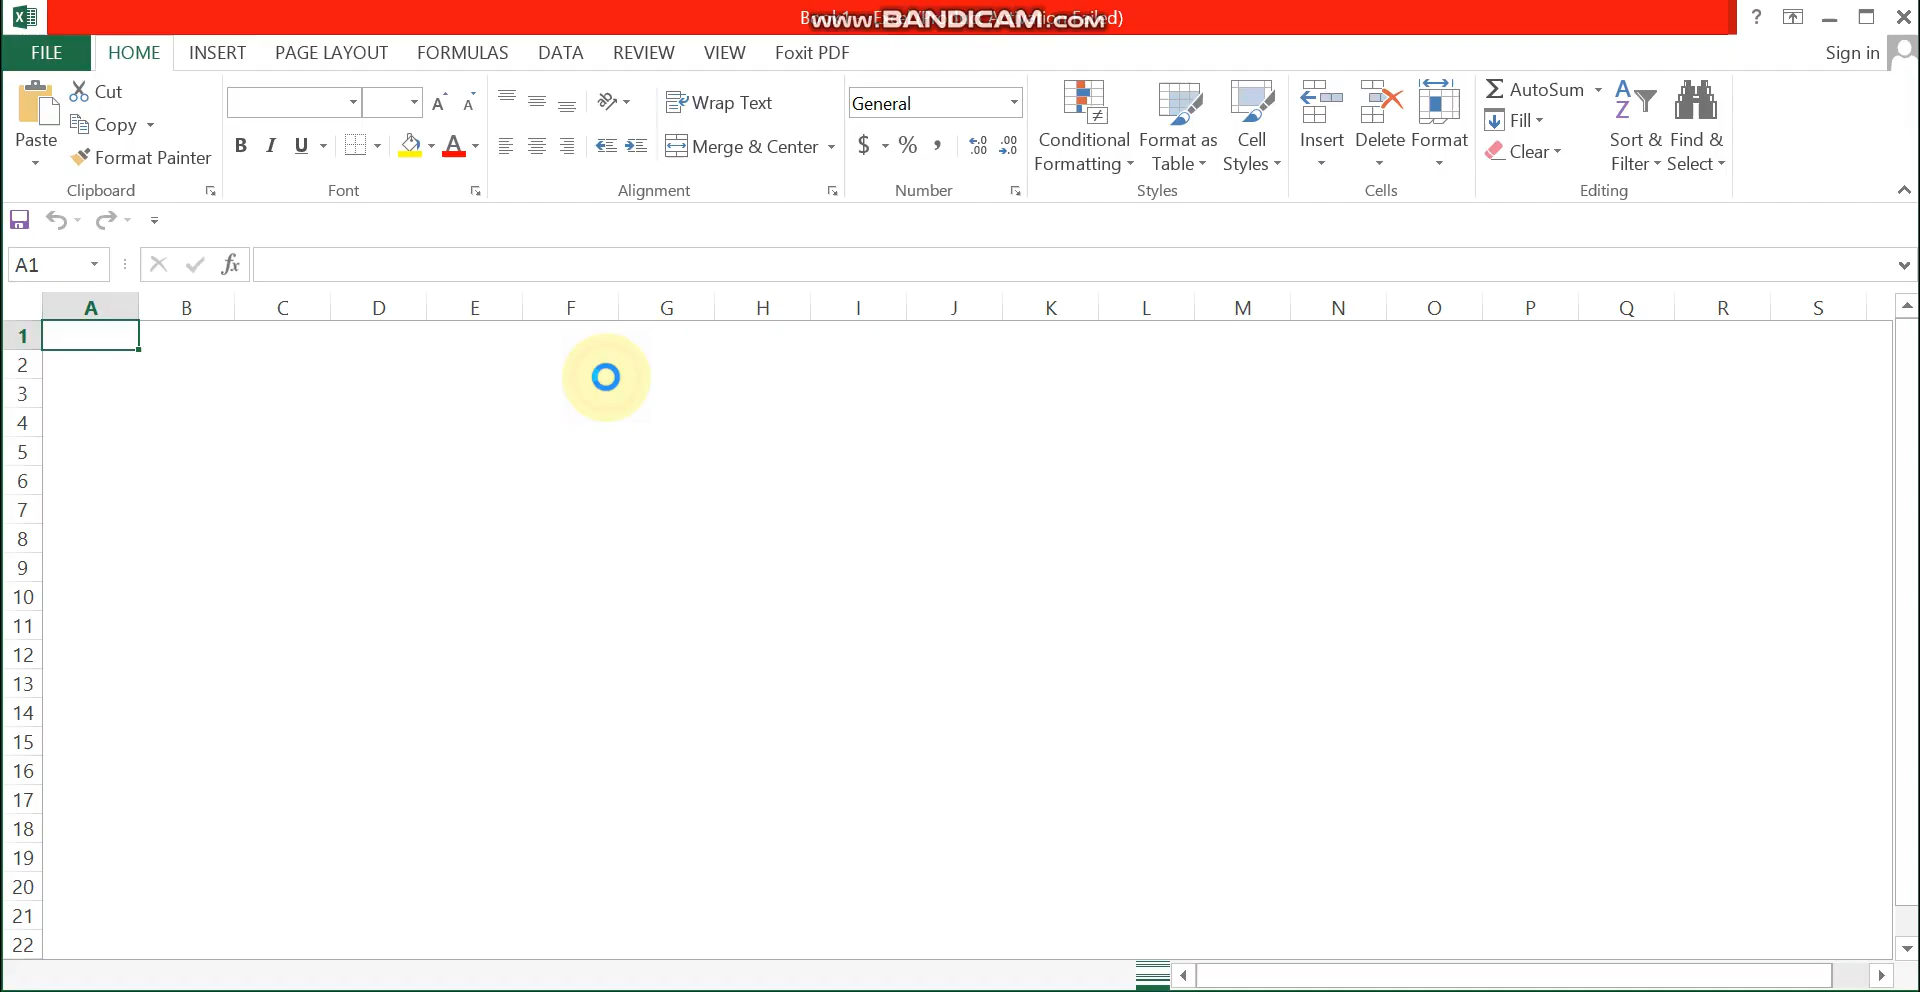 www.BANDICAM.com
FILE HOME INSERT PAGE LAYOUT FORMULAS DATA REVIEW VIEW Foxit PDF Sign in
Cut
Copy
Format Painter
Paste
Clipboard
B I U A
Font
Wrap Text
Merge & Center
Alignment
General
$ % ,
Number
Conditional Formatting
Format as Table
Cell Styles
Styles
Insert Delete Format
Cells
AutoSum
Fill
Clear
Sort & Filter
Find & Select
Editing
A1 fx
A B C D E F G H I J K L M N O P Q R S
1
2
3
4
5
6
7
8
9
10
11
12
13
14
15
16
17
18
19
20
21
22